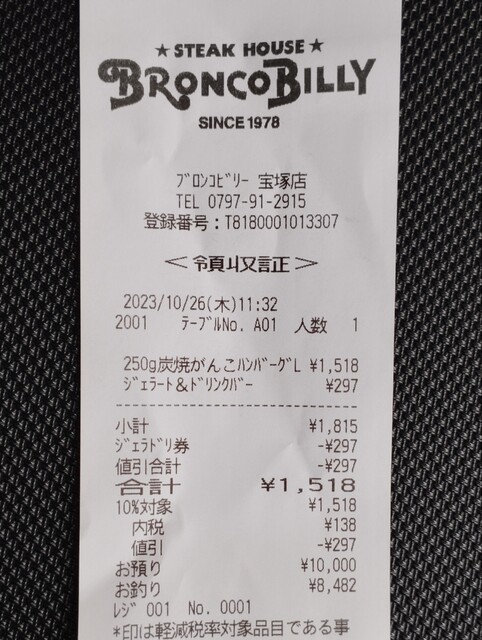 ★ STEAK HOUSE ★
BRONCOBILLY
SINCE 1978
ﾌﾞﾛﾝｺﾋﾞﾘｰ 宝塚店
TEL 0797-91-2915
登録番号：T8180001013307
＜ 領収証 ＞
2023/10/26(木)11:32
2001 ﾃｰﾌﾞﾙNo. A01 人数 1
250g炭焼がんこﾊﾝﾊﾞｰｸﾞL ¥1,518
ｼﾞｪﾗｰﾄ＆ﾄﾞﾘﾝｸﾊﾞｰ ¥297
--------------------------------
小計 ¥1,815
ｼﾞｪﾗﾄﾞﾘ券 -¥297
値引合計 -¥297
合計 ¥1,518
10%対象 ¥1,518
内税 ¥138
値引 -¥297
お預り ¥10,000
お釣り ¥8,482
ﾚｼﾞ 001 No. 0001
*印は軽減税率対象品目である事